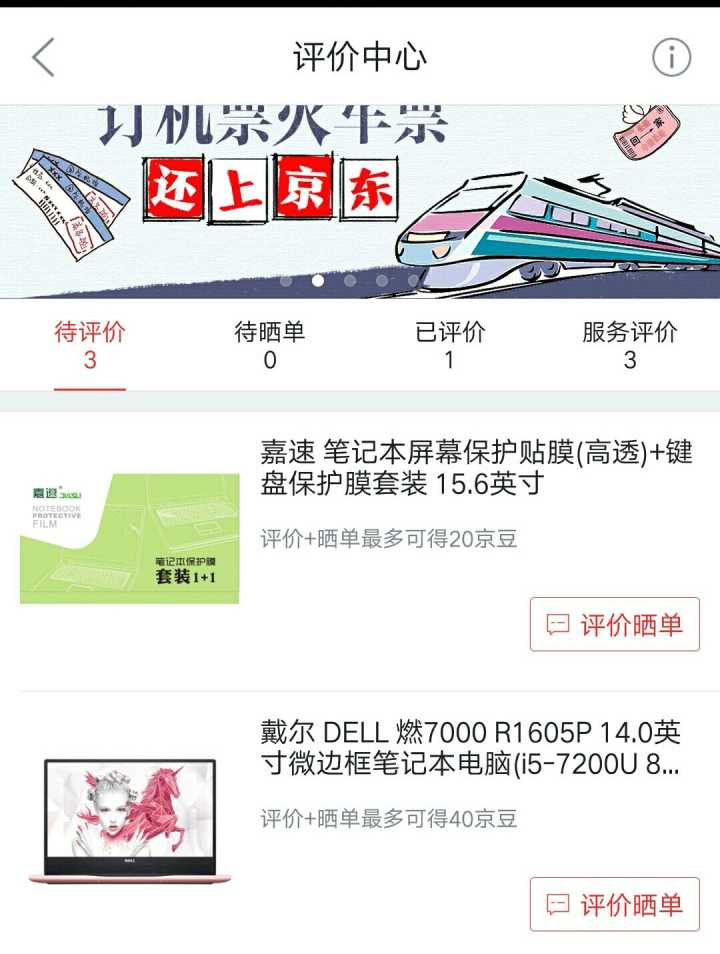 评价中心
订机票火车票
还上京东
待评价
3
待晒单
0
已评价
1
服务评价
3
嘉速 笔记本屏幕保护贴膜(高透)+键
盘保护膜套装 15.6英寸
嘉速 JIASU
NOTEBOOK
PROTECTIVE
FILM
笔记本保护膜
套装1+1
评价+晒单最多可得20京豆
评价晒单
戴尔 DELL 燃7000 R1605P 14.0英
寸微边框笔记本电脑(i5-7200U 8...
DELL
评价+晒单最多可得40京豆
评价晒单